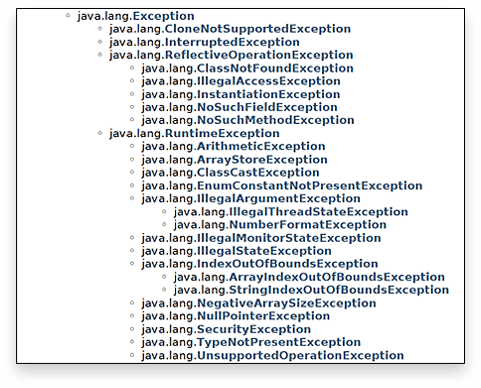 java.lang.Exception
java.lang.CloneNotSupportedException
java.lang.InterruptedException
java.lang.ReflectiveOperationException
java.lang.ClassNotFoundException
java.lang.IllegalAccessException
java.lang.InstantiationException
java.lang.NoSuchFieldException
java.lang.NoSuchMethodException
java.lang.RuntimeException
java.lang.ArithmeticException
java.lang.ArrayStoreException
java.lang.ClassCastException
java.lang.EnumConstantNotPresentException
java.lang.IllegalArgumentException
java.lang.IllegalThreadStateException
java.lang.NumberFormatException
java.lang.IllegalMonitorStateException
java.lang.IllegalStateException
java.lang.IndexOutOfBoundsException
java.lang.ArrayIndexOutOfBoundsException
java.lang.StringIndexOutOfBoundsException
java.lang.NegativeArraySizeException
java.lang.NullPointerException
java.lang.SecurityException
java.lang.TypeNotPresentException
java.lang.UnsupportedOperationException